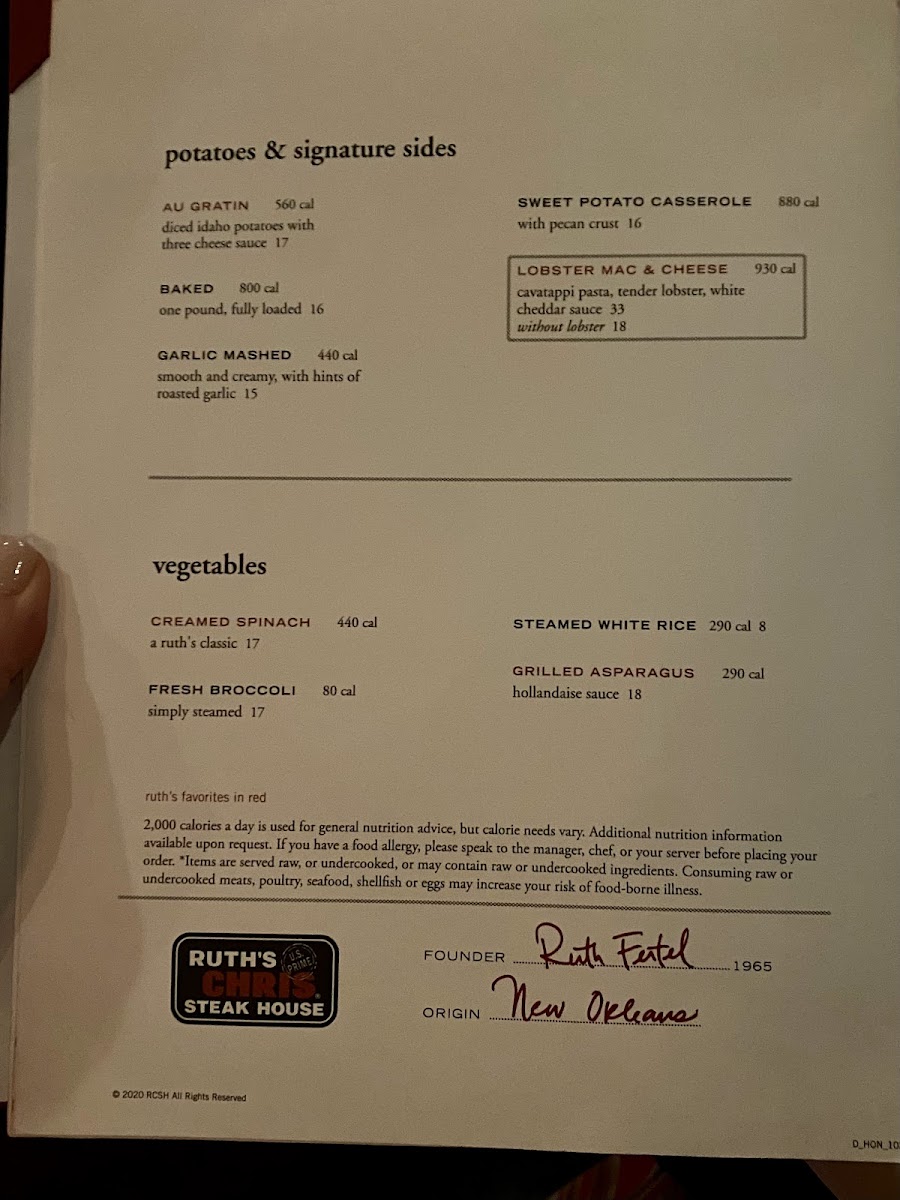 potatoes & signature sides
AU GRATIN 560 cal
diced idaho potatoes with
three cheese sauce 17
BAKED 800 cal
one pound, fully loaded 16
GARLIC MASHED 440 cal
smooth and creamy, with hints of
roasted garlic 15
SWEET POTATO CASSEROLE 880 cal
with pecan crust 16
LOBSTER MAC & CHEESE 930 cal
cavatappi pasta, tender lobster, white
cheddar sauce 33
without lobster 18
vegetables
CREAMED SPINACH 440 cal
a ruth's classic 17
FRESH BROCCOLI 80 cal
simply steamed 17
STEAMED WHITE RICE 290 cal 8
GRILLED ASPARAGUS 290 cal
hollandaise sauce 18
ruth's favorites in red
2,000 calories a day is used for general nutrition advice, but calorie needs vary. Additional nutrition information
available upon request. If you have a food allergy, please speak to the manager, chef, or your server before placing your
order. *Items are served raw, or undercooked, or may contain raw or undercooked ingredients. Consuming raw or
undercooked meats, poultry, seafood, shellfish or eggs may increase your risk of food-borne illness.
RUTH'S
U.S.
PRIME
CHRIS®
STEAK HOUSE
FOUNDER Ruth Fertel 1965
ORIGIN New Orleans
© 2020 RCSH All Rights Reserved